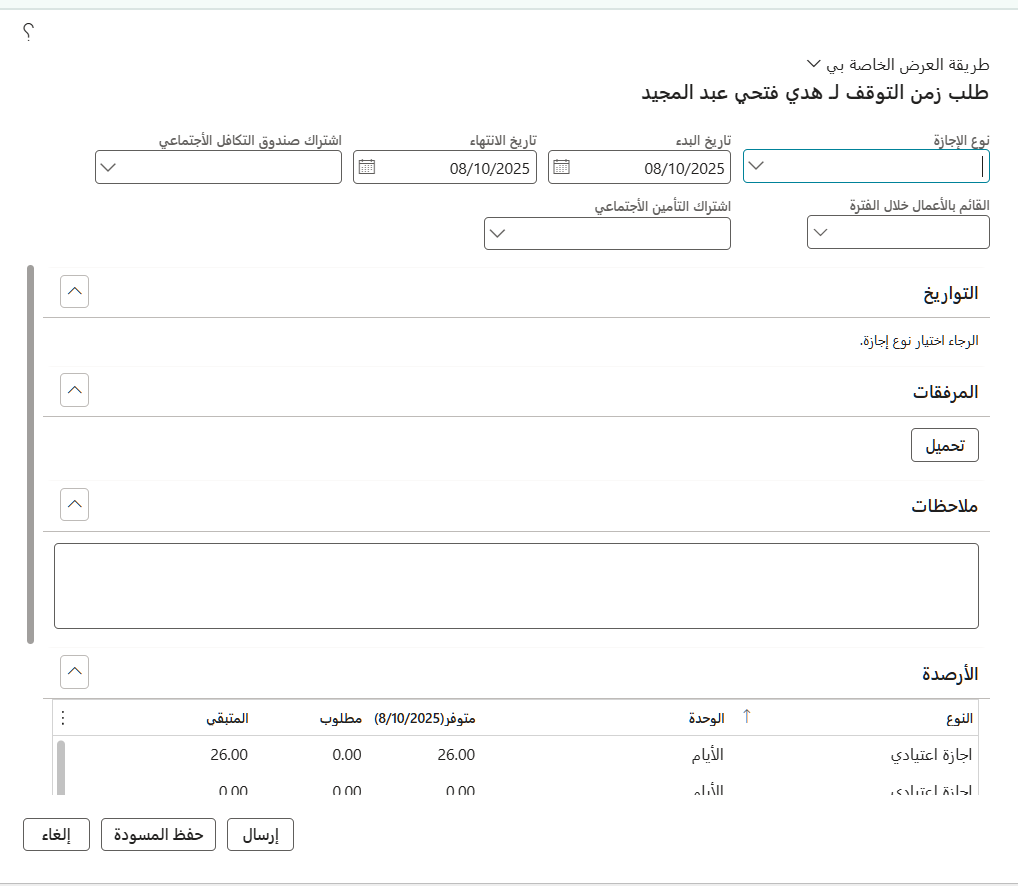 ؟
طريقة العرض الخاصة بي
طلب زمن التوقف لـ هدي فتحي عبد المجيد
نوع الإجازة
تاريخ البدء
تاريخ الانتهاء
اشتراك صندوق التكافل الأجتماعي
08/10/2025
08/10/2025
القائم بالأعمال خلال الفترة
اشتراك التأمين الأجتماعي
التواريخ
الرجاء اختيار نوع إجازة.
المرفقات
تحميل
ملاحظات
الأرصدة
النوع ↑ الوحدة متوفر(8/10/2025) مطلوب المتبقي
اجازة اعتيادي الأيام 26.00 0.00 26.00
اجازة اعتيادي الأيام 0.00 0.00 0.00
إرسال حفظ المسودة إلغاء